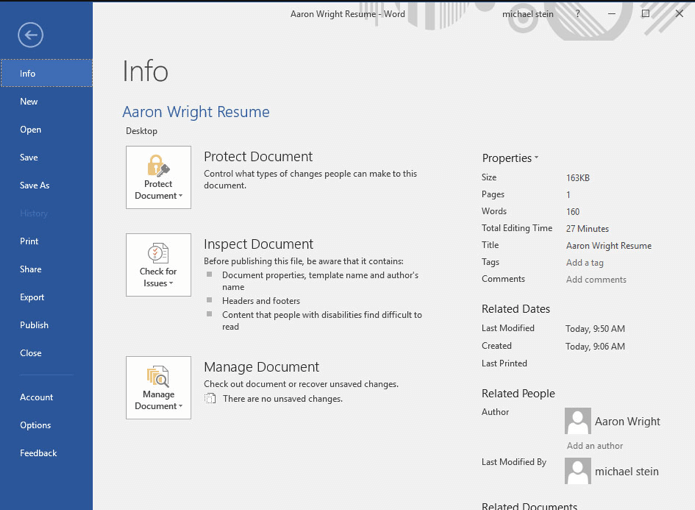 Aaron Wright Resume - Word
michael stein
?
Info
New
Open
Save
Save As
History
Print
Share
Export
Publish
Close
Account
Options
Feedback
Info
Aaron Wright Resume
Desktop
Protect
Document
Protect Document
Control what types of changes people can make to this
document.
Check for
Issues
Inspect Document
Before publishing this file, be aware that it contains:
Document properties, template name and author's
name
Headers and footers
Content that people with disabilities find difficult to
read
Manage
Document
Manage Document
Check out document or recover unsaved changes.
There are no unsaved changes.
Properties
Size 163KB
Pages 1
Words 160
Total Editing Time 27 Minutes
Title Aaron Wright Resume
Tags Add a tag
Comments Add comments
Related Dates
Last Modified Today, 9:50 AM
Created Today, 9:06 AM
Last Printed
Related People
Author Aaron Wright
Add an author
Last Modified By michael stein
Related Documents